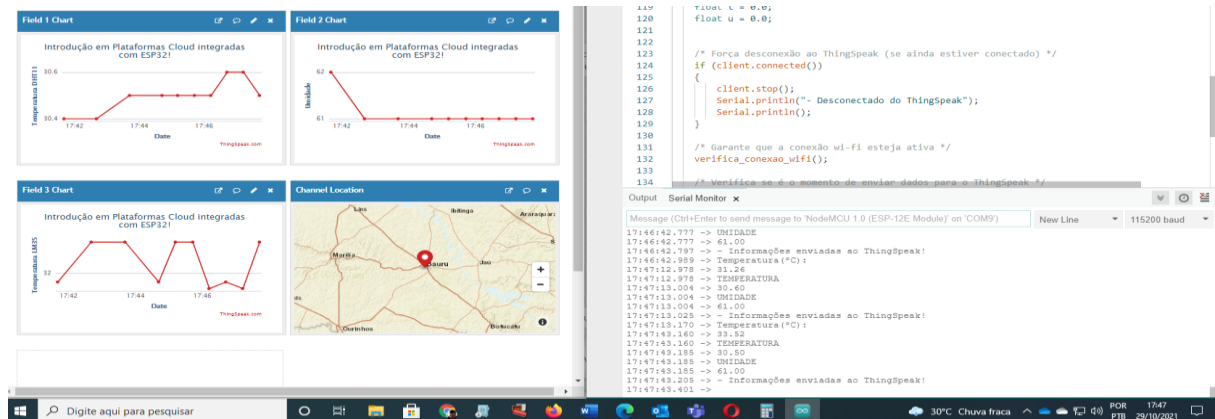 Field 1 Chart
Introdução em Plataformas Cloud integradas
com ESP32!
Temperatura DHT11
30.6
30.4
17:42
17:44
17:46
Date
ThingSpeak.com
Field 2 Chart
Introdução em Plataformas Cloud integradas
com ESP32!
Umidade
62
61
17:42
17:44
17:46
Date
ThingSpeak.com
Field 3 Chart
Introdução em Plataformas Cloud integradas
com ESP32!
Temperatura LM35
32
17:42
17:44
17:46
Date
ThingSpeak.com
Channel Location
Lins
Ibitinga
Araraquar
Marília
Bauru
Jaú
Ourinhos
Botucatu
+
−
119 float t = 0.0;
120 float u = 0.0;
121
122
123 /* Força desconexão ao ThingSpeak (se ainda estiver conectado) */
124 if (client.connected())
125 {
126 client.stop();
127 Serial.println("- Desconectado do ThingSpeak");
128 Serial.println();
129 }
130
131 /* Garante que a conexão wi-fi esteja ativa */
132 verifica_conexao_wifi();
133
134 /* Verifica se é o momento de enviar dados para o ThingSpeak */
Output Serial Monitor ×
Message (Ctrl+Enter to send message to 'NodeMCU 1.0 (ESP-12E Module)' on 'COM9')
New Line
115200 baud
17:46:42.777 -> UMIDADE
17:46:42.777 -> 61.00
17:46:42.797 -> - Informações enviadas ao ThingSpeak!
17:46:42.989 -> Temperatura(°C):
17:47:12.978 -> 31.26
17:47:12.978 -> TEMPERATURA
17:47:13.004 -> 30.60
17:47:13.004 -> UMIDADE
17:47:13.004 -> 61.00
17:47:13.025 -> - Informações enviadas ao ThingSpeak!
17:47:13.170 -> Temperatura(°C):
17:47:43.160 -> 33.52
17:47:43.160 -> TEMPERATURA
17:47:43.185 -> 30.50
17:47:43.185 -> UMIDADE
17:47:43.185 -> 61.00
17:47:43.205 -> - Informações enviadas ao ThingSpeak!
17:47:43.401 ->
Digite aqui para pesquisar
30°C Chuva fraca
POR
PTB
17:47
29/10/2021